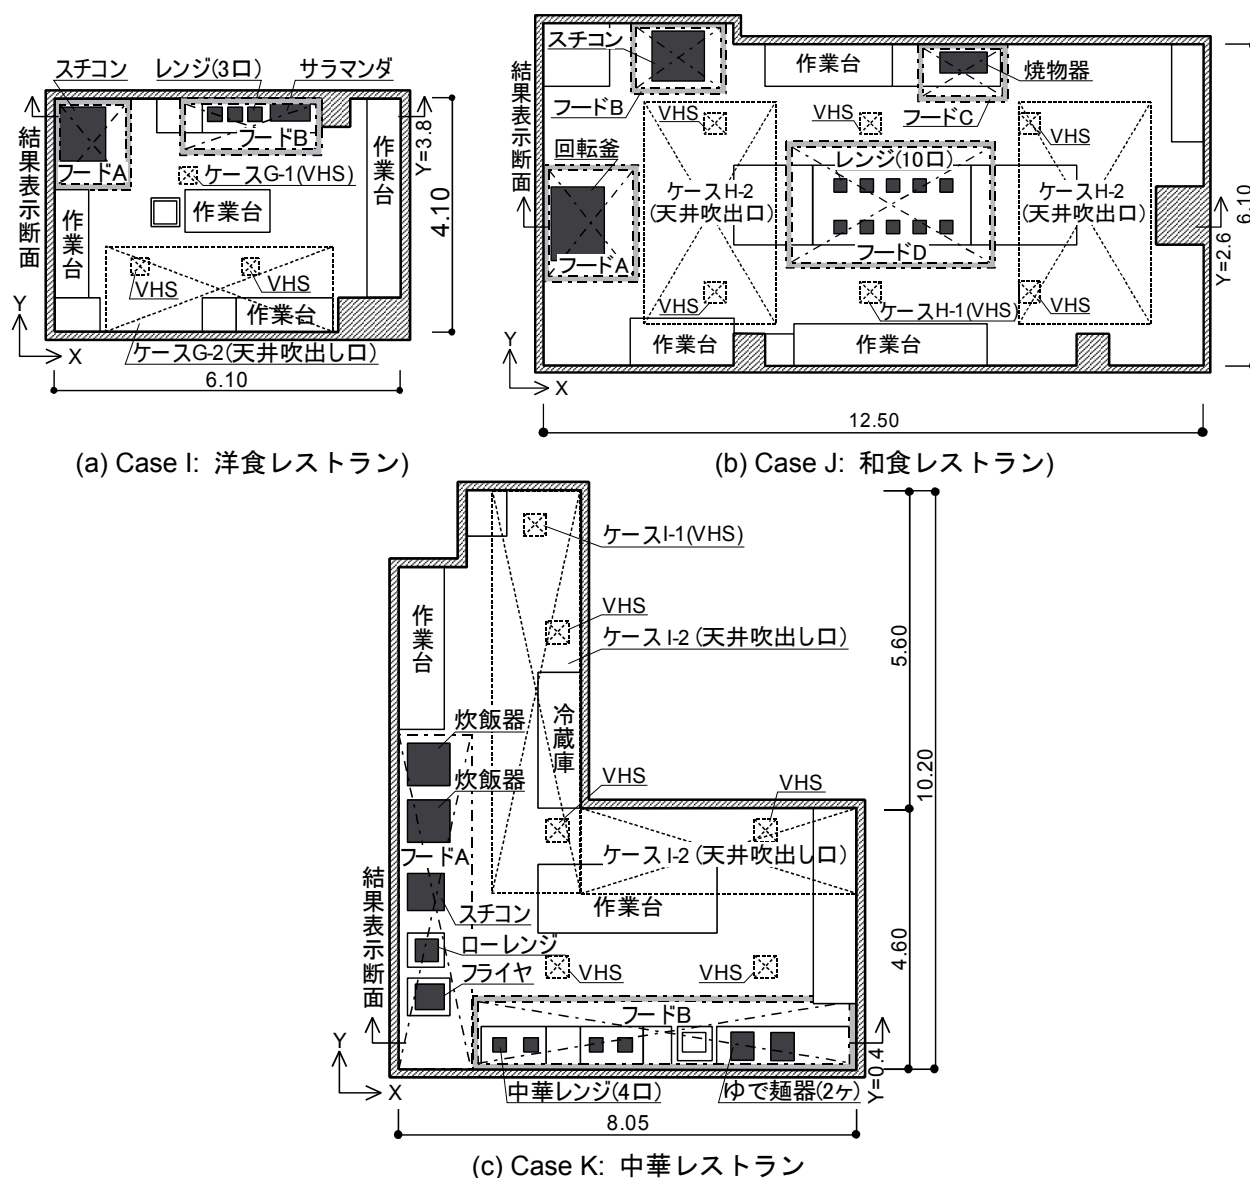 スチコン
レンジ(3口)
サラマンダ
結果表示断面
フードA
フードB
ケースG-1(VHS)
作業台
作業台
作業台
Y=3.8
4.10
VHS
VHS
作業台
Y
X
ケースG-2(天井吹出し口)
6.10
(a) Case I: 洋食レストラン)
スチコン
結果表示断面
フードB
作業台
焼物器
フードC
VHS
VHS
VHS
回転釜
レンジ(10口)
ケースH-2
(天井吹出口)
ケースH-2
(天井吹出口)
フードA
フードD
6.10
Y=2.6
VHS
ケースH-1(VHS)
VHS
作業台
作業台
Y
X
12.50
(b) Case J: 和食レストラン)
ケースI-1(VHS)
作業台
VHS
ケースI-2 (天井吹出し口)
5.60
冷蔵庫
炊飯器
炊飯器
VHS
VHS
10.20
フードA
ケースI-2 (天井吹出し口)
結果表示断面
作業台
スチコン
ローレンジ
フライヤ
VHS
VHS
4.60
フードB
Y
X
中華レンジ(4口)
ゆで麺器(2ヶ)
Y=0.4
8.05
(c) Case K: 中華レストラン